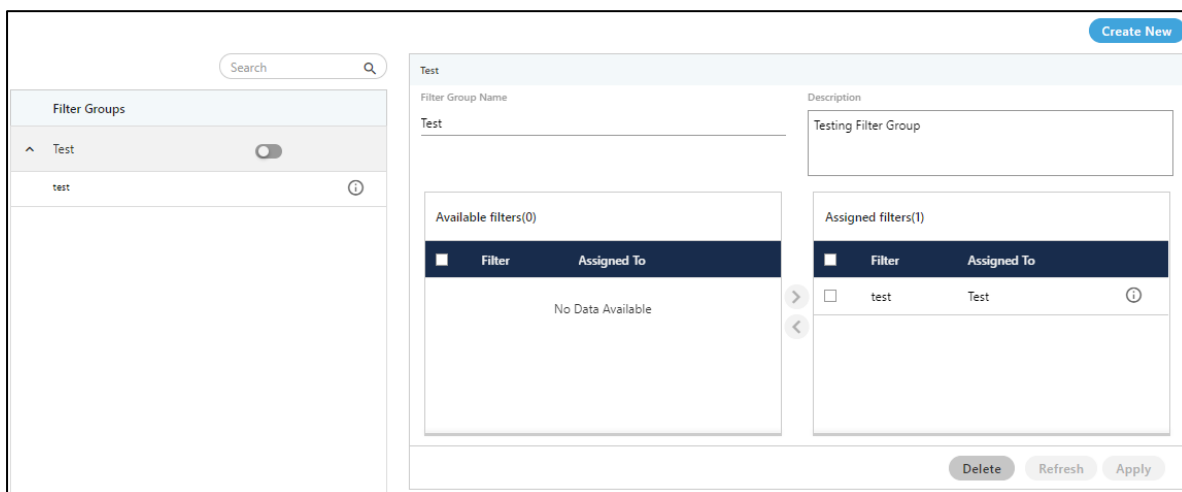 Create New
Search
Filter Groups
Test
test
Test
Filter Group Name
Test
Description
Testing Filter Group
Available filters(0)
Filter Assigned To
No Data Available
Assigned filters(1)
Filter Assigned To
test Test
Delete Refresh Apply